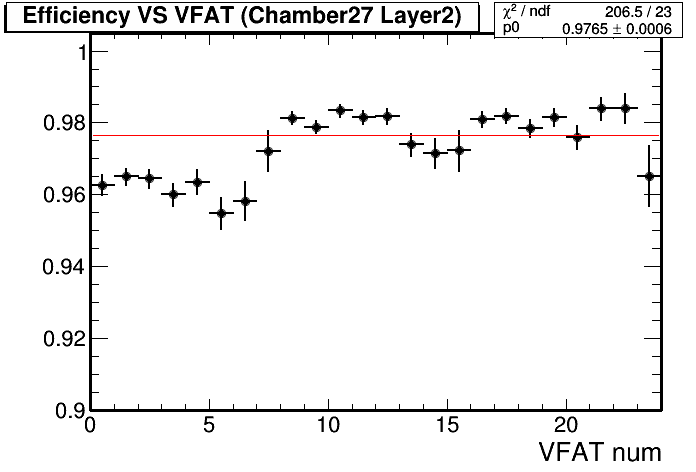 Efficiency VS VFAT (Chamber27 Layer2)
χ² / ndf 206.5 / 23
p0 0.9765 ± 0.0006
1
0.98
0.96
0.94
0.92
0.9
0 5 10 15 20
VFAT num